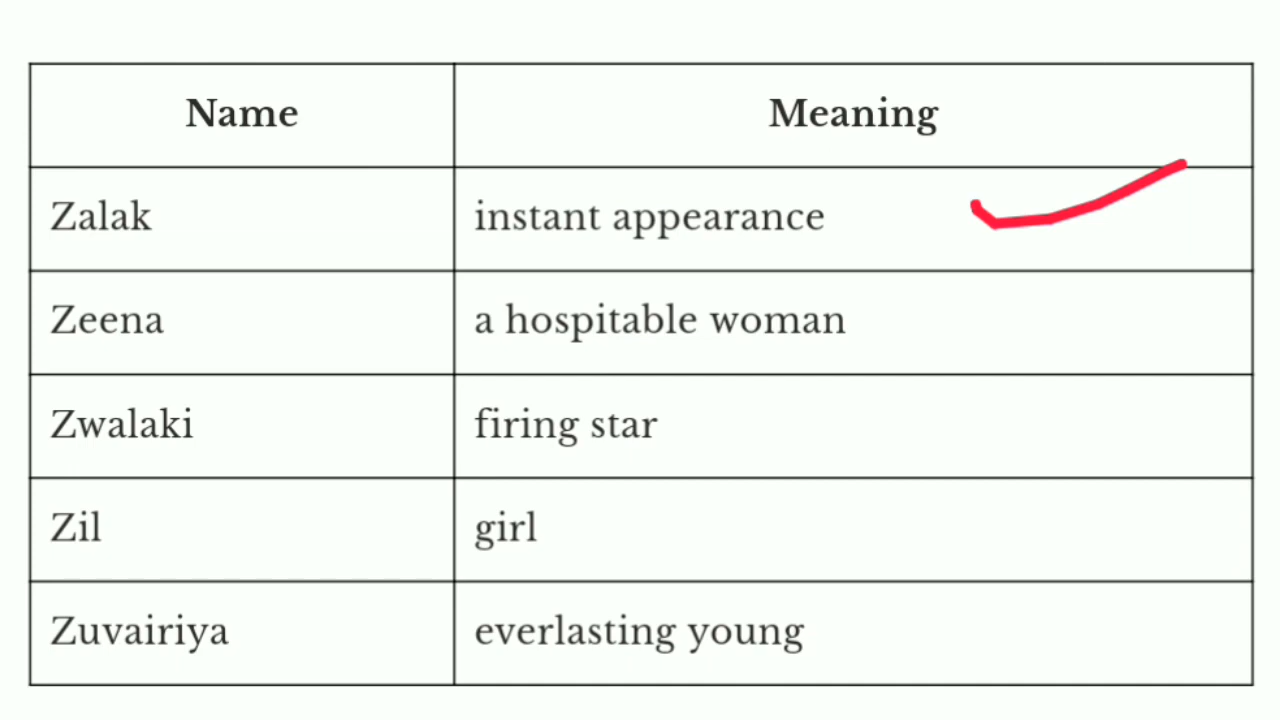 Name Meaning
Zalak instant appearance
Zeena a hospitable woman
Zwalaki firing star
Zil girl
Zuvairiya everlasting young